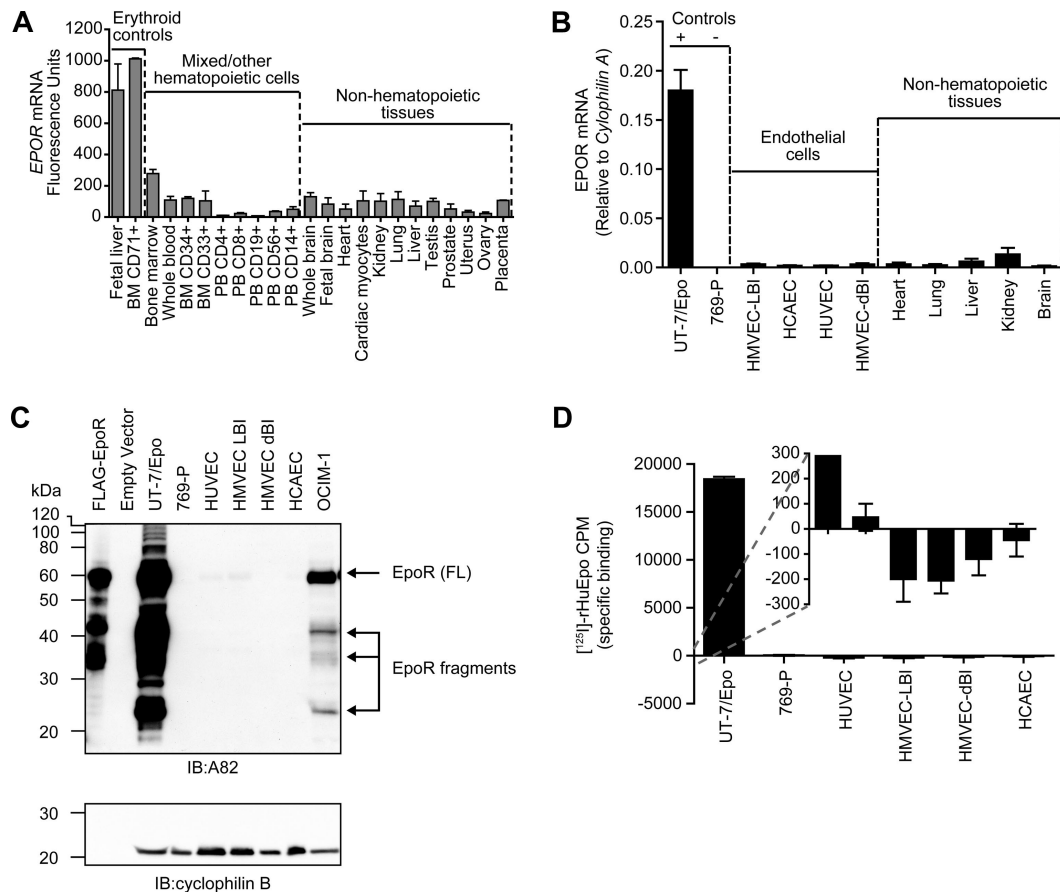 A
Erythroid
controls
Mixed/other
hematopoietic cells
Non-hematopoietic
tissues
EPOR mRNA
Fluorescence Units
1200
1000
800
600
400
200
0
Fetal liver
BM CD71+
Bone marrow
Whole blood
BM CD34+
BM CD33+
PB CD4+
PB CD8+
PB CD19+
PB CD56+
PB CD14+
Whole brain
Fetal brain
Heart
Cardiac myocytes
Kidney
Lung
Liver
Testis
Prostate
Uterus
Ovary
Placenta
B
Controls
+ -
Endothelial
cells
Non-hematopoietic
tissues
EPOR mRNA
(Relative to Cylophilin A)
0.25
0.20
0.15
0.10
0.05
0.00
UT-7/Epo
769-P
HMVEC-LBI
HCAEC
HUVEC
HMVEC-dBI
Heart
Lung
Liver
Kidney
Brain
C
FLAG-EpoR
Empty Vector
UT-7/Epo
769-P
HUVEC
HMVEC LBI
HMVEC dBI
HCAEC
OCIM-1
kDa
120
100
80
60
50
40
30
20
EpoR (FL)
EpoR fragments
IB:A82
30
20
IB:cyclophilin B
D
[¹²⁵I]-rHuEpo CPM
(specific binding)
20000
15000
10000
5000
0
-5000
300
200
100
0
-100
-200
-300
UT-7/Epo
769-P
HUVEC
HMVEC-LBI
HMVEC-dBI
HCAEC